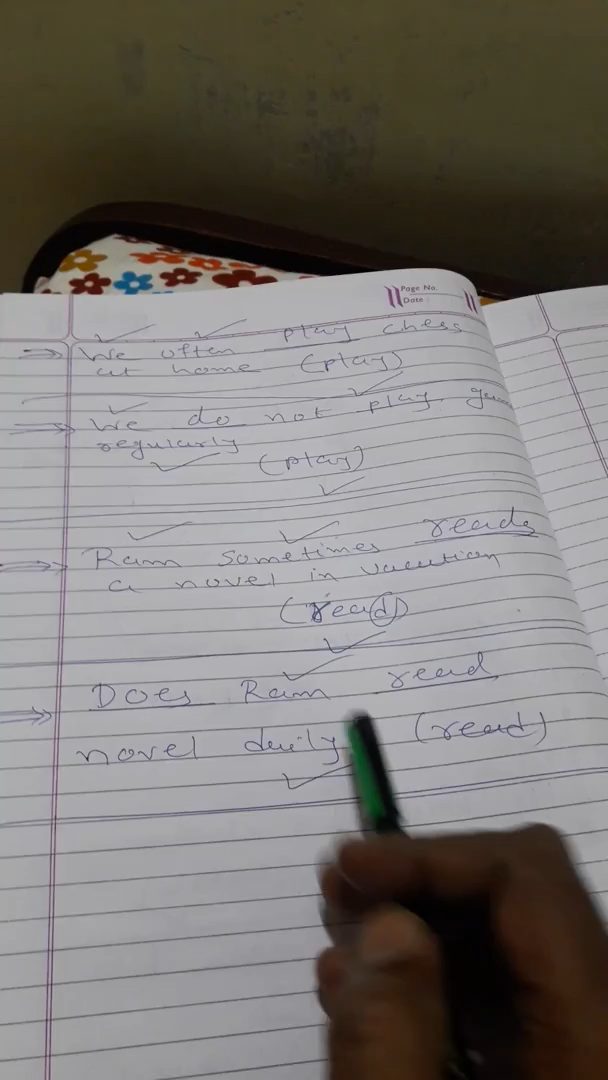 Page No.
Date :
We often play chess
at home (play)
We do not play
regularly
(play)
Ram Sometimes reads
a novel in vacation
(read)
Does Ram read
novel daily (read)